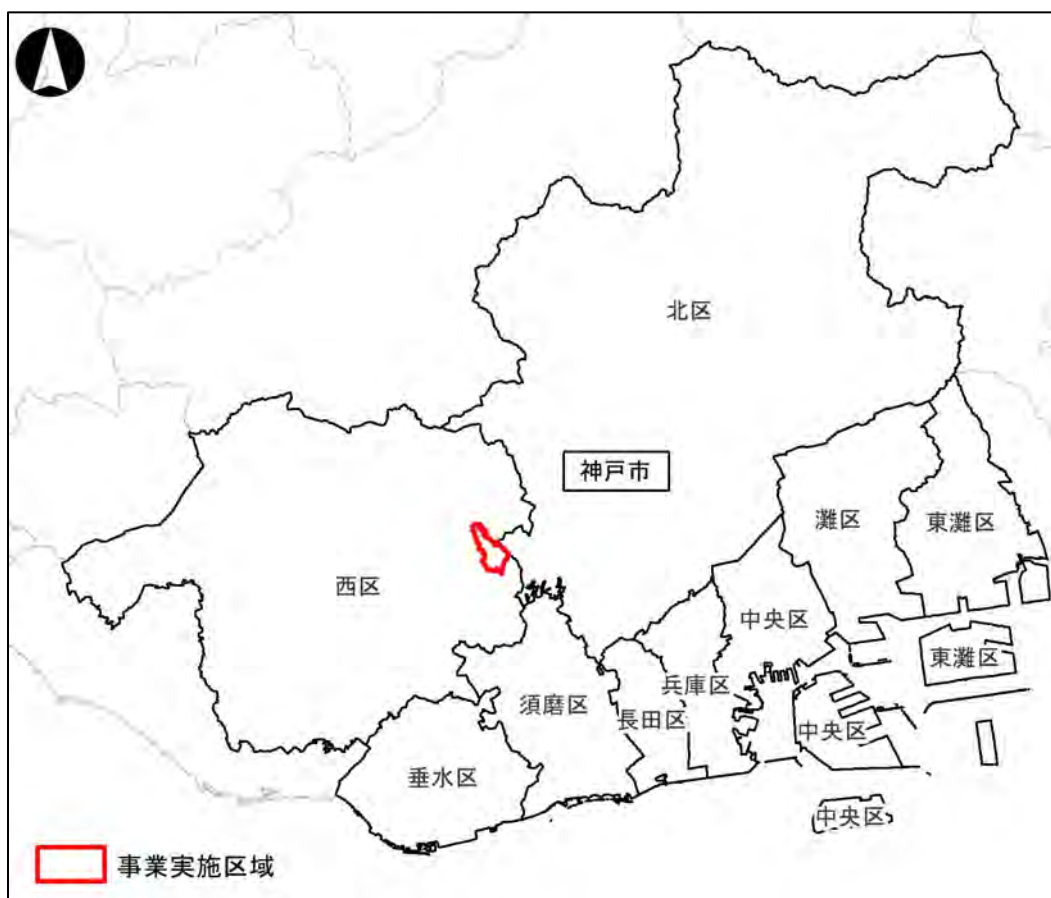 北区
神戸市
灘区
東灘区
西区
中央区
東灘区
兵庫区
須磨区
長田区
中央区
垂水区
中央区
事業実施区域